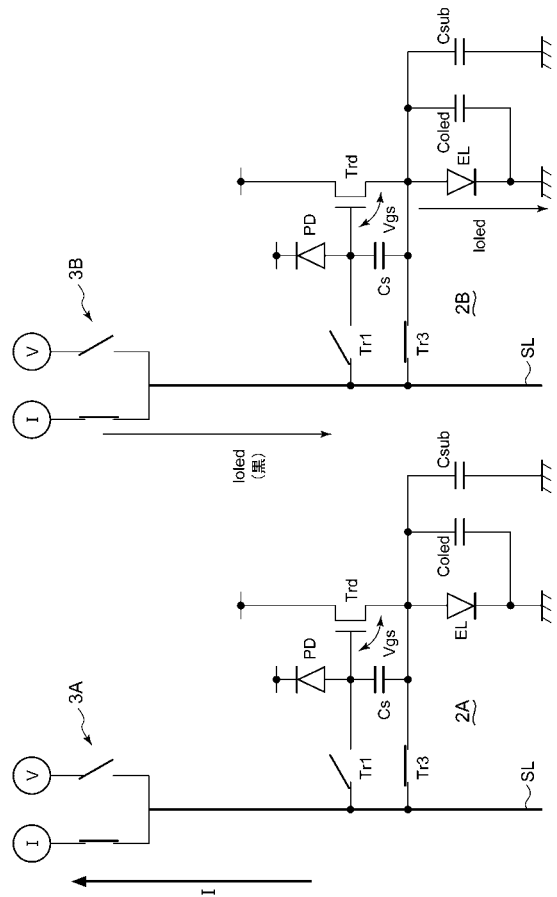 I
V
3A
I
SL
Tr1
Tr3
PD
Cs
Vgs
Trd
2A
EL
Coled
Csub
I
V
3B
Ioled
(黒)
SL
Tr1
Tr3
PD
Cs
Vgs
Trd
2B
EL
Ioled
Coled
Csub